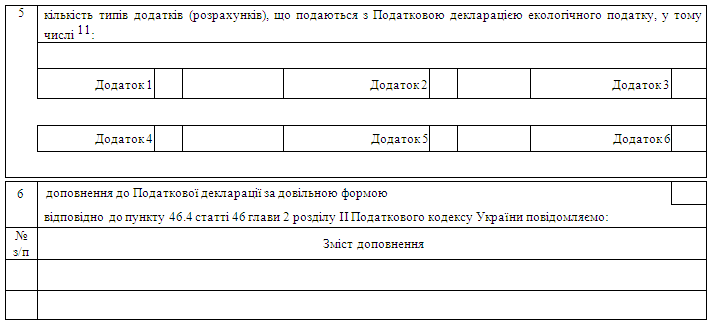 5 кількість типів додатків (розрахунків), що подаються з Податковою декларацією екологічного податку, у тому
числі 11:
Додаток 1 Додаток 2 Додаток 3
Додаток 4 Додаток 5 Додаток 6
6 доповнення до Податкової декларації за довільною формою
відповідно до пункту 46.4 статті 46 глави 2 розділу ІІ Податкового кодексу України повідомляємо:
№
з/п
Зміст доповнення